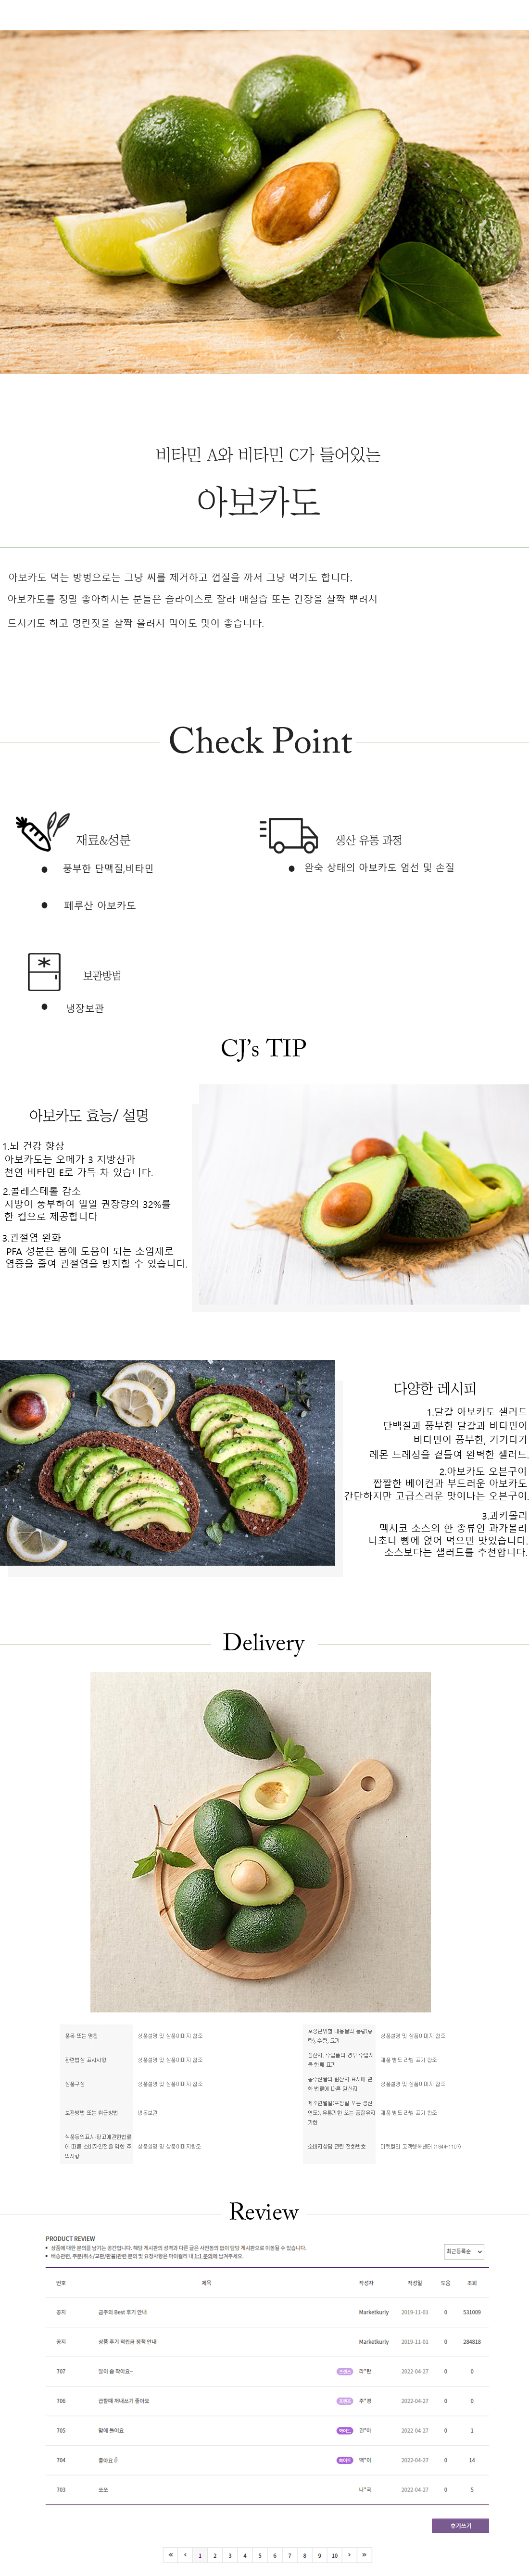 비타민 A와 비타민 C가 들어있는
아보카도
아보카도 먹는 방병으로는 그냥 씨를 제거하고 껍질을 까서 그냥 먹기도 합니다.
아보카도를 정말 좋아하시는 분들은 슬라이스로 잘라 매실즙 또는 간장을 살짝 뿌려서
드시기도 하고 명란젓을 살짝 올려서 먹어도 맛이 좋습니다.
Check Point
재료&성분
● 풍부한 단맥질,비타민
● 페루산 아보카도
생산 유통 과정
● 완숙 상태의 아보카도 엄선 및 손질
보관방법
● 냉장보관
CJ's TIP
아보카도 효능/ 설명
1.뇌 건강 향상
아보카도는 오메가 3 지방산과
천연 비타민 E로 가득 차 있습니다.
2.콜레스테롤 감소
지방이 풍부하여 일일 권장량의 32%를
한 컵으로 제공합니다
3.관절염 완화
PFA 성분은 몸에 도움이 되는 소염제로
염증을 줄여 관절염을 방지할 수 있습니다.
다양한 레시피
1.달걀 아보카도 샐러드
단백질과 풍부한 달걀과 비타민이
비타민이 풍부한, 거기다가
레몬 드레싱을 곁들여 완벽한 샐러드.
2.아보카도 오븐구이
짭짤한 베이컨과 부드러운 아보카도
간단하지만 고급스러운 맛이나는 오븐구이.
3.과카몰리
멕시코 소스의 한 종류인 과카몰리
나초나 빵에 얹어 먹으면 맛있습니다.
소스보다는 샐러드를 추천합니다.
Delivery
품목 또는 명칭 상품설명 및 상품이미지 참조
포장단위별 내용물의 용량(중량), 수량, 크기 상품설명 및 상품이미지 참조
관련법상 표시사항 상품설명 및 상품이미지 참조
생산자, 수입품의 경우 수입자를 함께 표기 제품 별도 라벨 표기 참조
상품구성 상품설명 및 상품이미지 참조
농수산물의 원산지 표시에 관한 법률에 따른 원산지 상품설명 및 상품이미지 참조
보관방법 또는 취급방법 냉동보관
제조연월일(포장일 또는 생산연도), 유통기한 또는 품질유지기한 제품 별도 라벨 표기 참조
식품등의표시·광고에관한법률에 따른 소비자안전을 위한 주의사항 상품설명 및 상품이미지참조
소비자상담 관련 전화번호 마켓컬리 고객행복센터 (1644-1107)
Review
PRODUCT REVIEW
상품에 대한 문의를 남기는 공간입니다. 해당 게시판의 성격과 다른 글은 사전동의 없이 담당 게시판으로 이동될 수 있습니다.
배송관련, 주문(취소/교환/환불)관련 문의 및 요청사항은 마이컬리 내 1:1 문의에 남겨주세요.
최근등록순
번호 제목 작성자 작성일 도움 조회
공지 금주의 Best 후기 안내 Marketkurly 2019-11-01 0 531009
공지 상품 후기 적립금 정책 안내 Marketkurly 2019-11-01 0 284818
707 2022-04-27 0 0
706 2022-04-27 0 0
705 맘에 들어요 2022-04-27 0 1
704 좋아요 2022-04-27 0 14
703 2022-04-27 0 5
후기쓰기
« ‹ 1 2 3 4 5 6 7 8 9 10 › »